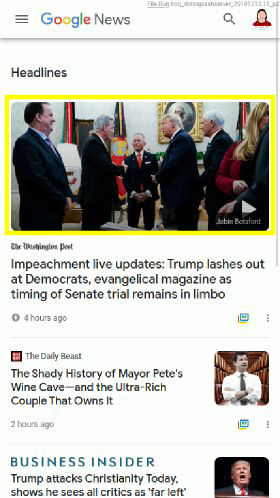 File Bug boq_dotssplashserver_20191213.16_p0
Google News
Headlines
Jabin Botsford
The Washington Post
Impeachment live updates: Trump lashes out
at Democrats, evangelical magazine as
timing of Senate trial remains in limbo
4 hours ago
The Daily Beast
The Shady History of Mayor Pete's
Wine Cave—and the Ultra-Rich
Couple That Owns It
2 hours ago
BUSINESS INSIDER
Trump attacks Christianity Today,
shows he sees all critics as 'far left'